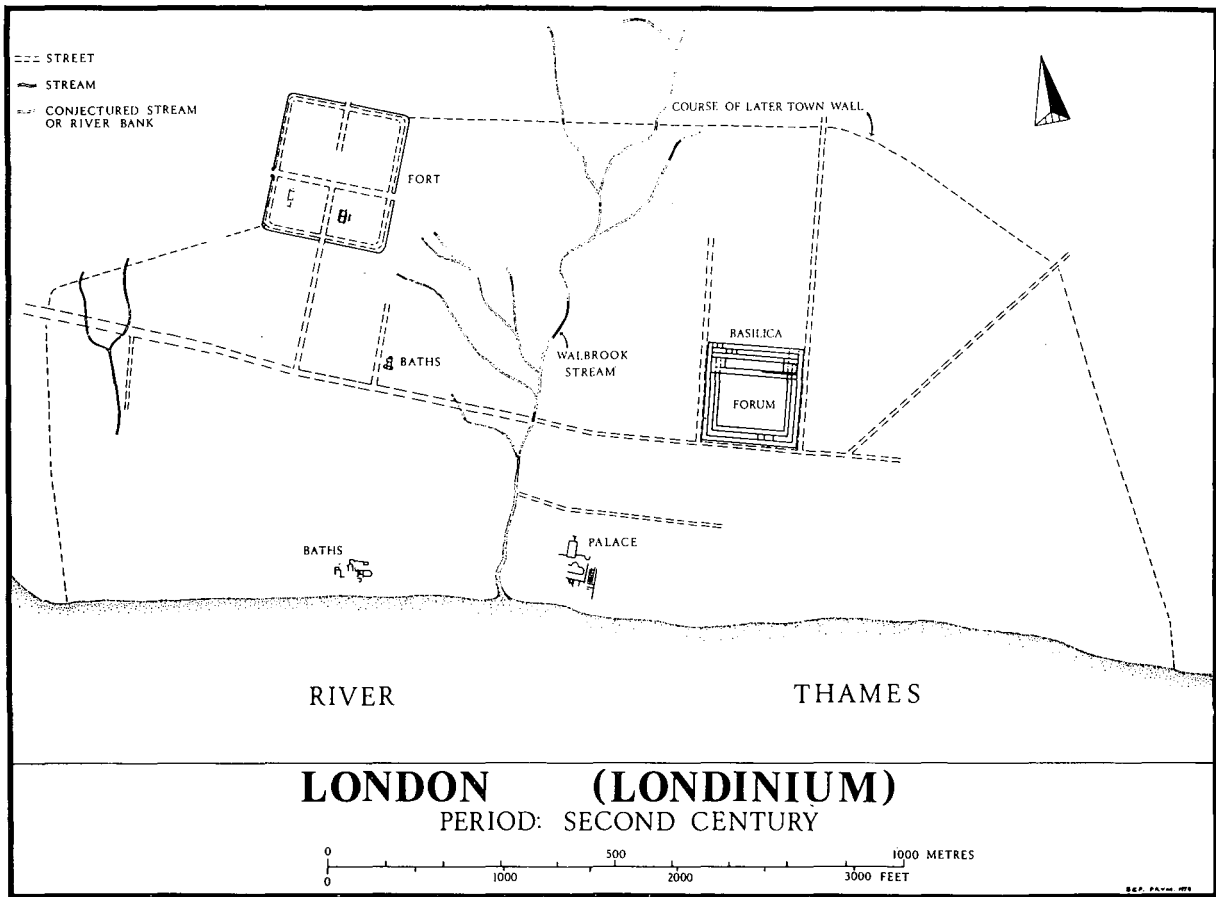 STREET
STREAM
CONJECTURED STREAM
OR RIVER BANK
COURSE OF LATER TOWN WALL
FORT
BASILICA
WALBROOK
STREAM
BATHS
FORUM
BATHS
PALACE
RIVER THAMES
LONDON (LONDINIUM)
PERIOD: SECOND CENTURY
0 500 1000 METRES
0 1000 2000 3000 FEET